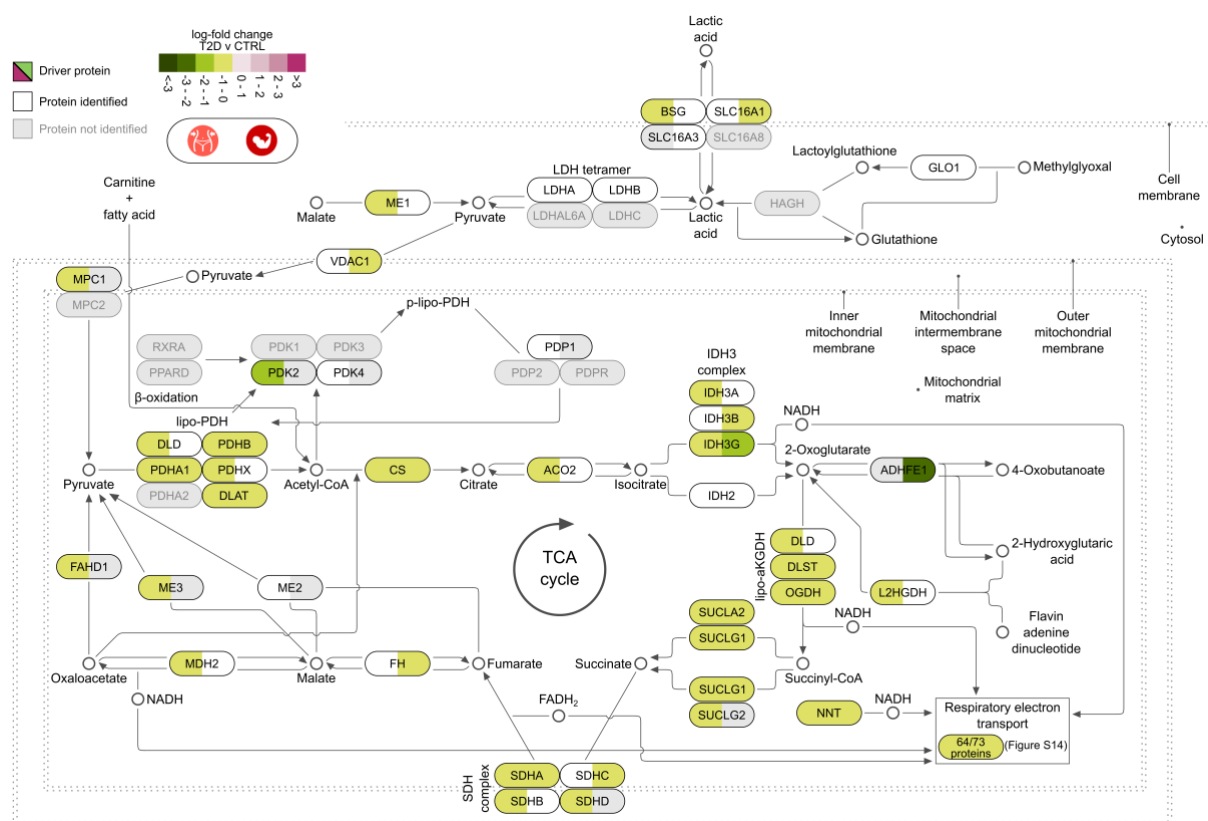 log-fold change
T2D v CTRL
<-3
-3 - -2
-2 - -1
-1 - 0
0 - 1
1 - 2
2 - 3
>3
Driver protein
Protein identified
Protein not identified
Lactic
acid
BSG
SLC16A1
SLC16A3
SLC16A8
Carnitine
+
fatty acid
LDH tetramer
LDHA
LDHB
LDHAL6A
LDHC
Malate
ME1
Pyruvate
Lactic
acid
Lactoylglutathione
GLO1
Methylglyoxal
HAGH
Glutathione
Cell
membrane
Cytosol
VDAC1
Pyruvate
MPC1
MPC2
p-lipo-PDH
Inner
mitochondrial
membrane
Mitochondrial
intermembrane
space
Outer
mitochondrial
membrane
Mitochondrial
matrix
RXRA
PPARD
PDK1
PDK3
PDK2
PDK4
PDP1
PDP2
PDPR
β-oxidation
IDH3
complex
IDH3A
IDH3B
IDH3G
NADH
lipo-PDH
DLD
PDHB
PDHA1
PDHX
PDHA2
DLAT
Pyruvate
Acetyl-CoA
CS
Citrate
ACO2
Isocitrate
IDH2
2-Oxoglutarate
ADHFE1
4-Oxobutanoate
TCA
cycle
FAHD1
ME3
ME2
lipo-aKGDH
DLD
DLST
OGDH
L2HGDH
2-Hydroxyglutaric
acid
NADH
Flavin
adenine
dinucleotide
SUCLA2
SUCLG1
Oxaloacetate
MDH2
Malate
FH
Fumarate
Succinate
Succinyl-CoA
SUCLG1
SUCLG2
NADH
FADH₂
NNT
NADH
Respiratory electron
transport
64/73
proteins
(Figure S14)
SDH
complex
SDHA
SDHC
SDHB
SDHD